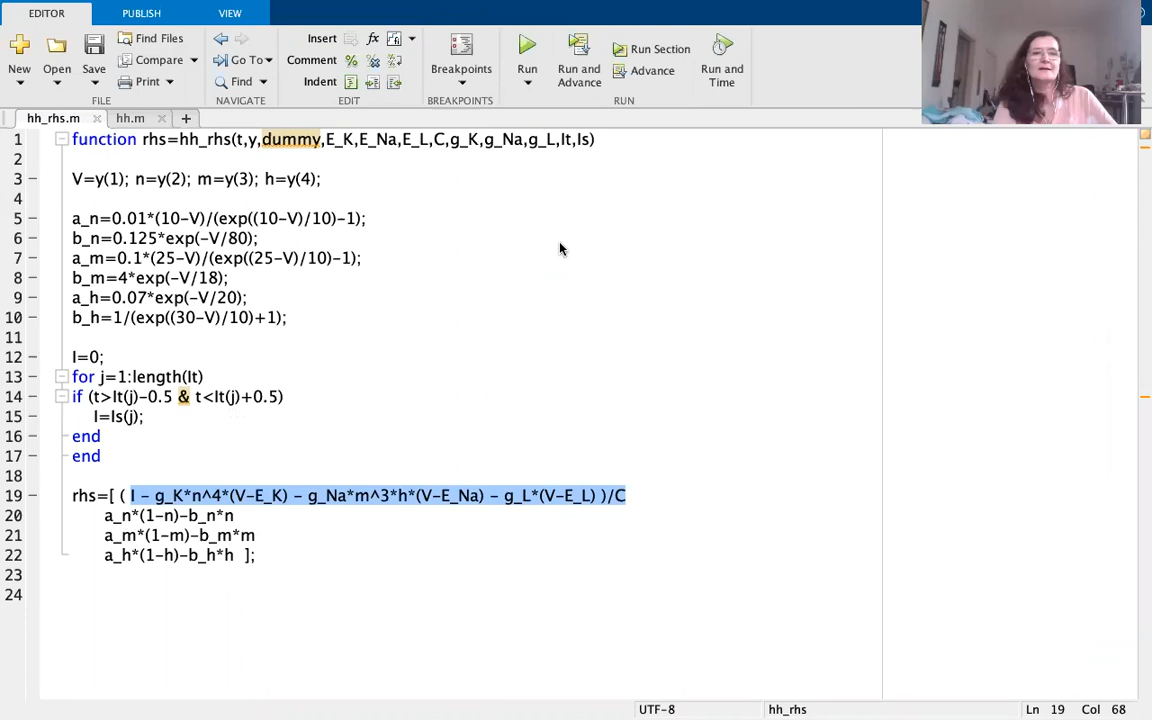 EDITOR PUBLISH VIEW
New Open Save Find Files Compare Print
Go To Find
Insert fx Comment % Indent
Breakpoints
Run Run and Advance Run Section Advance Run and Time
FILE NAVIGATE EDIT BREAKPOINTS RUN
hh_rhs.m hh.m
1 function rhs=hh_rhs(t,y,dummy,E_K,E_Na,E_L,C,g_K,g_Na,g_L,It,Is)
2
3 V=y(1); n=y(2); m=y(3); h=y(4);
4
5 a_n=0.01*(10-V)/(exp((10-V)/10)-1);
6 b_n=0.125*exp(-V/80);
7 a_m=0.1*(25-V)/(exp((25-V)/10)-1);
8 b_m=4*exp(-V/18);
9 a_h=0.07*exp(-V/20);
10 b_h=1/(exp((30-V)/10)+1);
11
12 I=0;
13 for j=1:length(It)
14 if (t>It(j)-0.5 & t<It(j)+0.5)
15 I=Is(j);
16 end
17 end
18
19 rhs=[ ( I - g_K*n^4*(V-E_K) - g_Na*m^3*h*(V-E_Na) - g_L*(V-E_L) )/C
20 a_n*(1-n)-b_n*n
21 a_m*(1-m)-b_m*m
22 a_h*(1-h)-b_h*h ];
23
24
UTF-8 hh_rhs Ln 19 Col 68